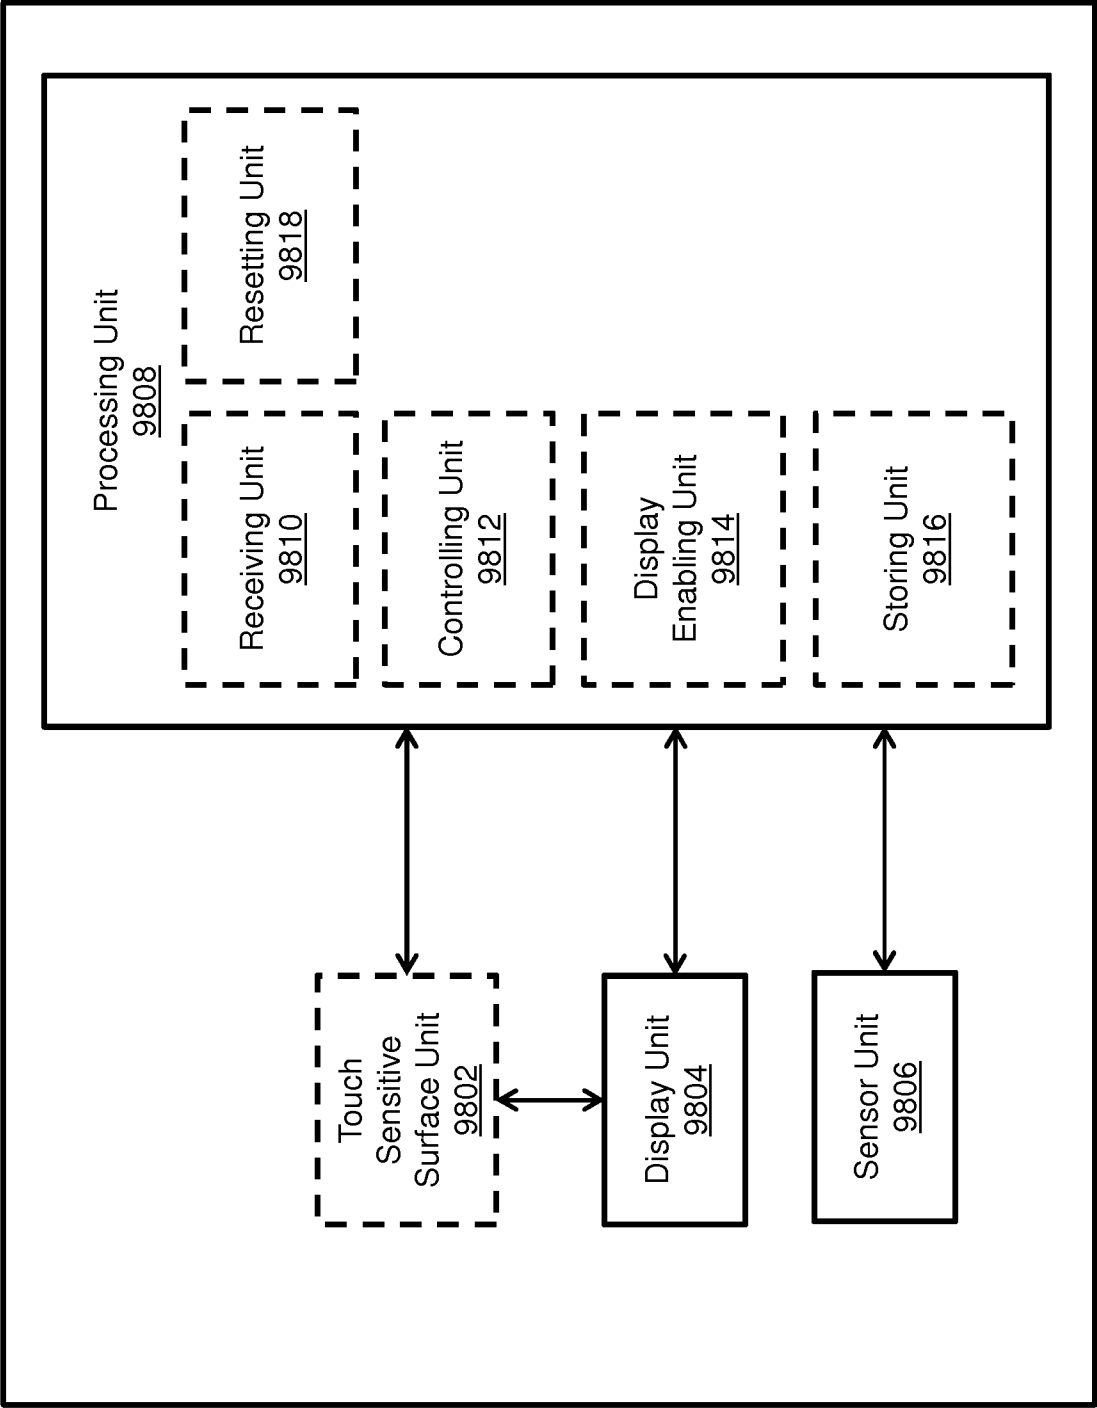 Processing Unit
9808
Receiving Unit
9810
Resetting Unit
9818
Controlling Unit
9812
Display
Enabling Unit
9814
Storing Unit
9816
Touch
Sensitive
Surface Unit
9802
Display Unit
9804
Sensor Unit
9806